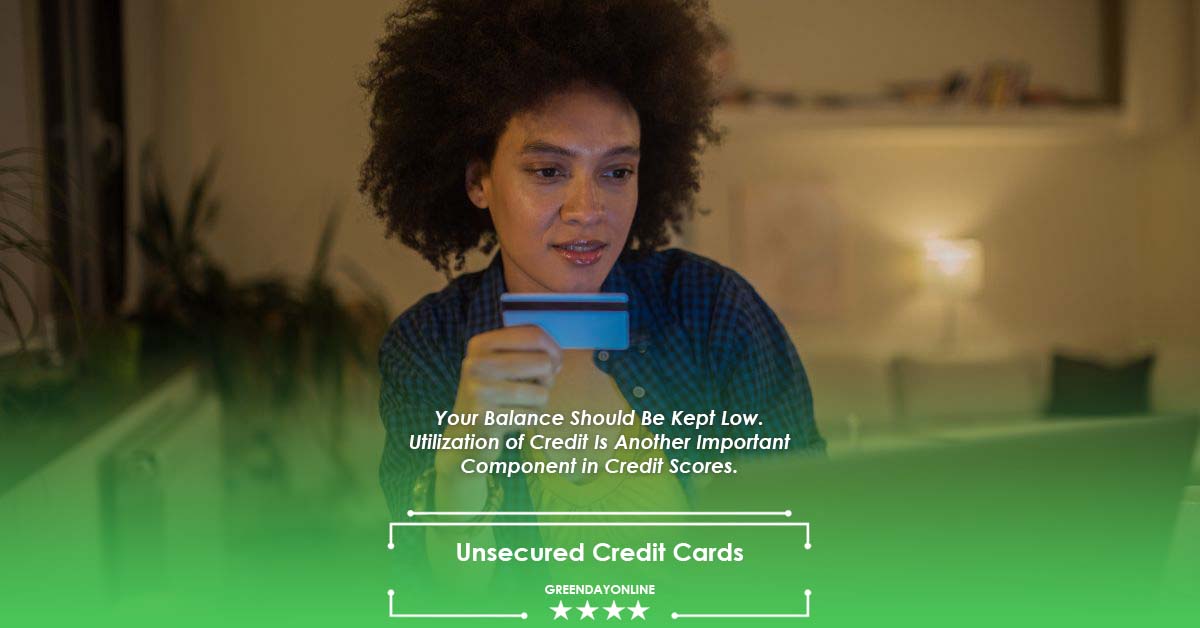 Your Balance Should Be Kept Low.
Utilization of Credit Is Another Important
Component in Credit Scores.
Unsecured Credit Cards
GREENDAYONLINE